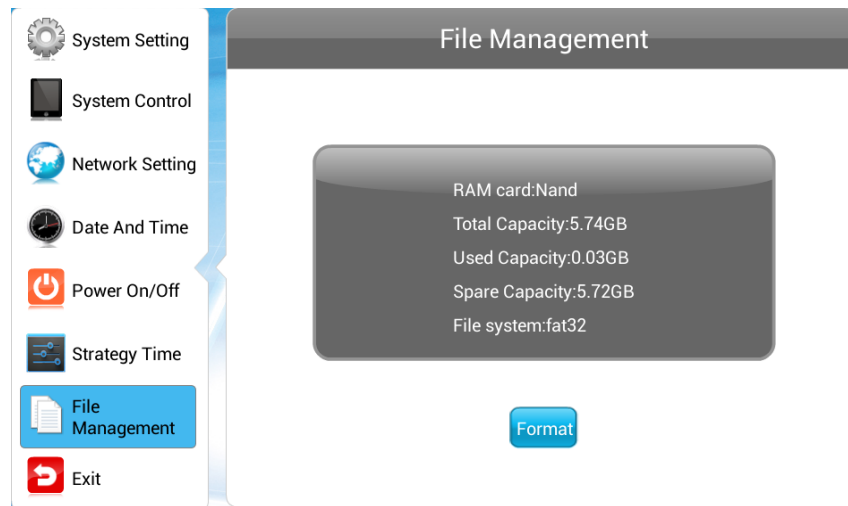 System Setting
System Control
Network Setting
Date And Time
Power On/Off
Strategy Time
File
Management
Exit
File Management
RAM card:Nand
Total Capacity:5.74GB
Used Capacity:0.03GB
Spare Capacity:5.72GB
File system:fat32
Format